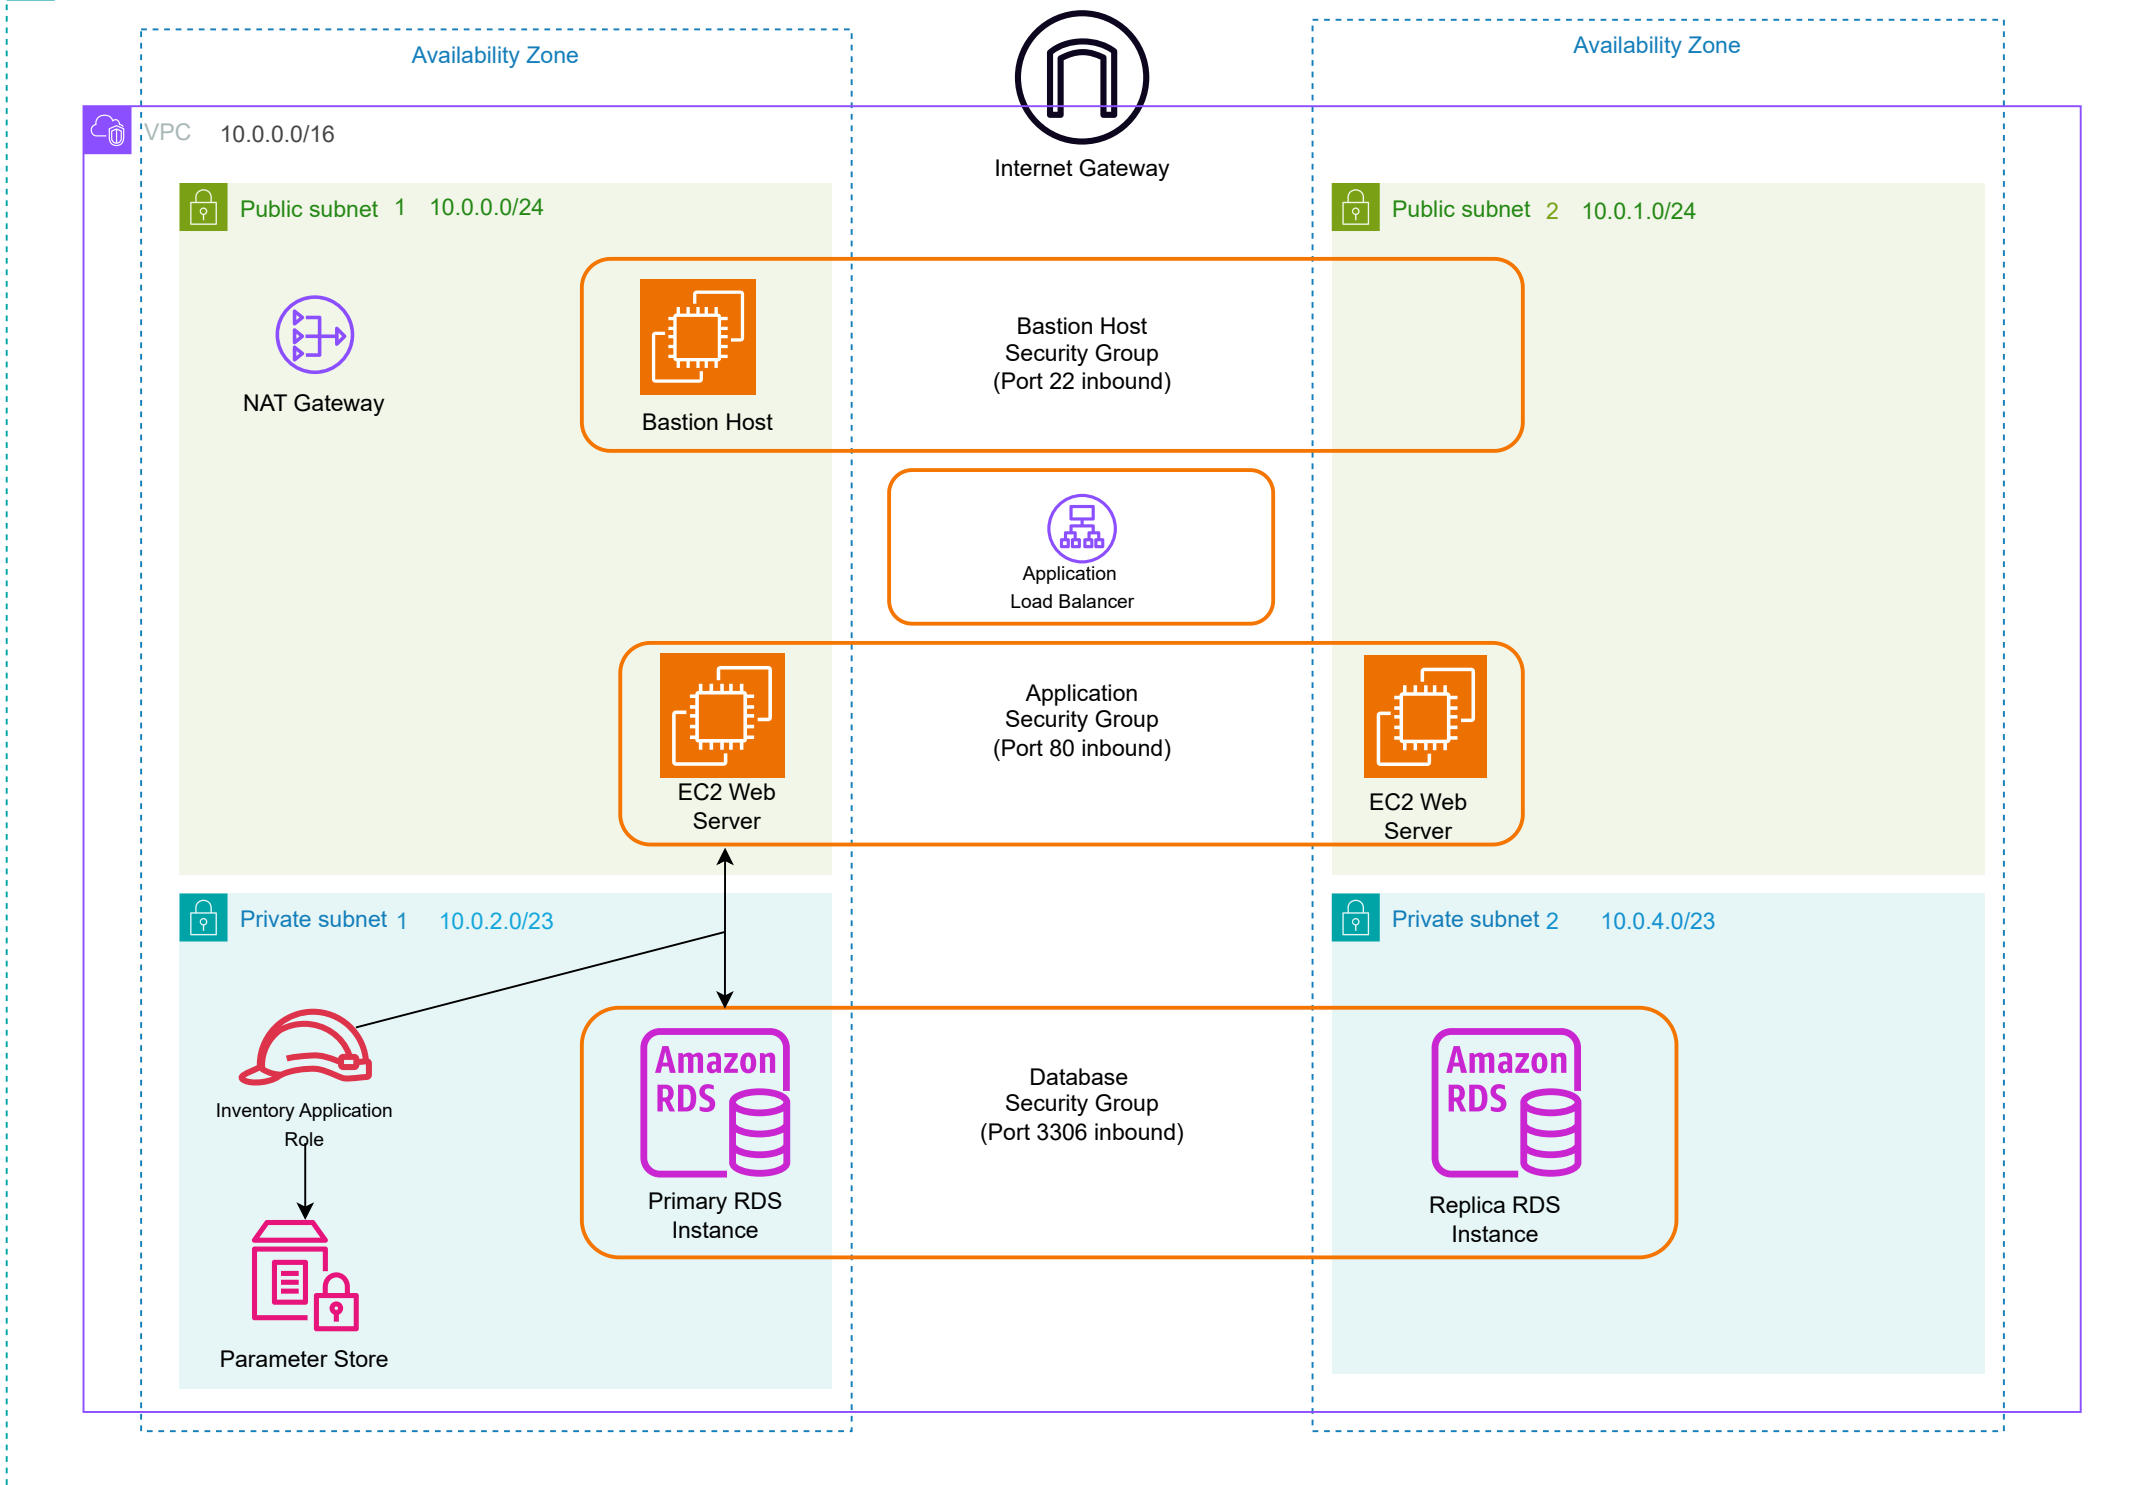 Availability Zone
Availability Zone
VPC 10.0.0.0/16
Internet Gateway
Public subnet 1 10.0.0.0/24
Public subnet 2 10.0.1.0/24
NAT Gateway
Bastion Host
Bastion Host
Security Group
(Port 22 inbound)
Application
Load Balancer
EC2 Web
Server
Application
Security Group
(Port 80 inbound)
EC2 Web
Server
Private subnet 1 10.0.2.0/23
Private subnet 2 10.0.4.0/23
Inventory Application
Role
Parameter Store
Amazon
RDS
Primary RDS
Instance
Database
Security Group
(Port 3306 inbound)
Amazon
RDS
Replica RDS
Instance